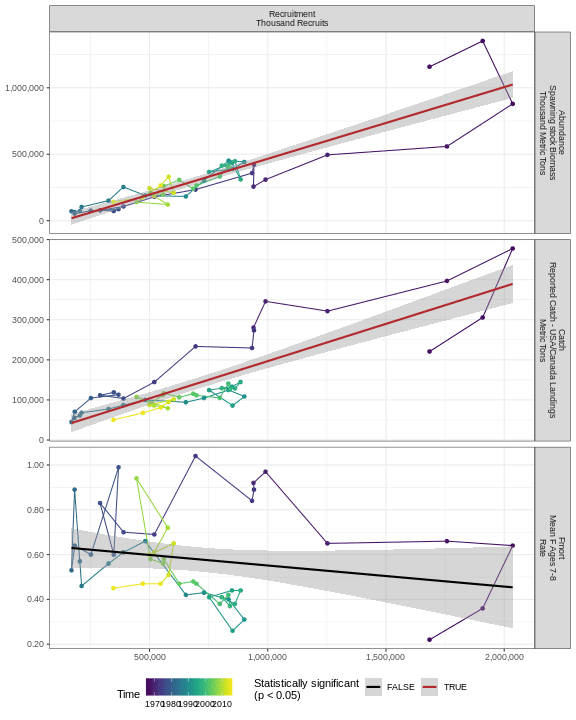 Recruitment
Thousand Recruits
1,000,000
500,000
0
Abundance
Spawning stock Biomass
Thousand Metric Tons
500,000
400,000
300,000
200,000
100,000
0
Catch
Reported Catch - USA/Canada Landings
Metric Tons
1.00
0.80
0.60
0.40
0.20
Fmort
Mean F Ages 7-8
Rate
500,000
1,000,000
1,500,000
2,000,000
Time
1970
1980
1990
2000
2010
Statistically significant
(p < 0.05)
FALSE
TRUE